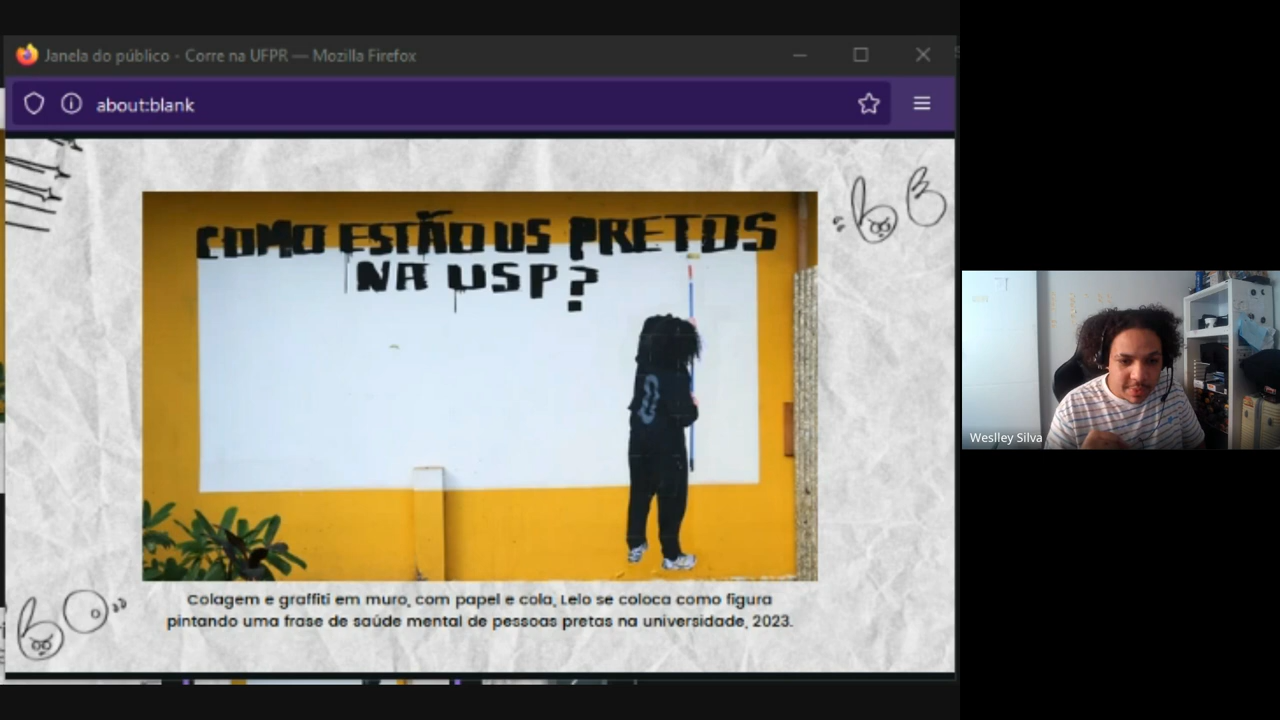 Janela do público - Corre na UFPR — Mozilla Firefox
about:blank
COMO ESTÃO US PRETOS
NA USP?
Colagem e graffiti em muro, com papel e cola, Lelo se coloca como figura
pintando uma frase de saúde mental de pessoas pretas na universidade, 2023.
Weslley Silva